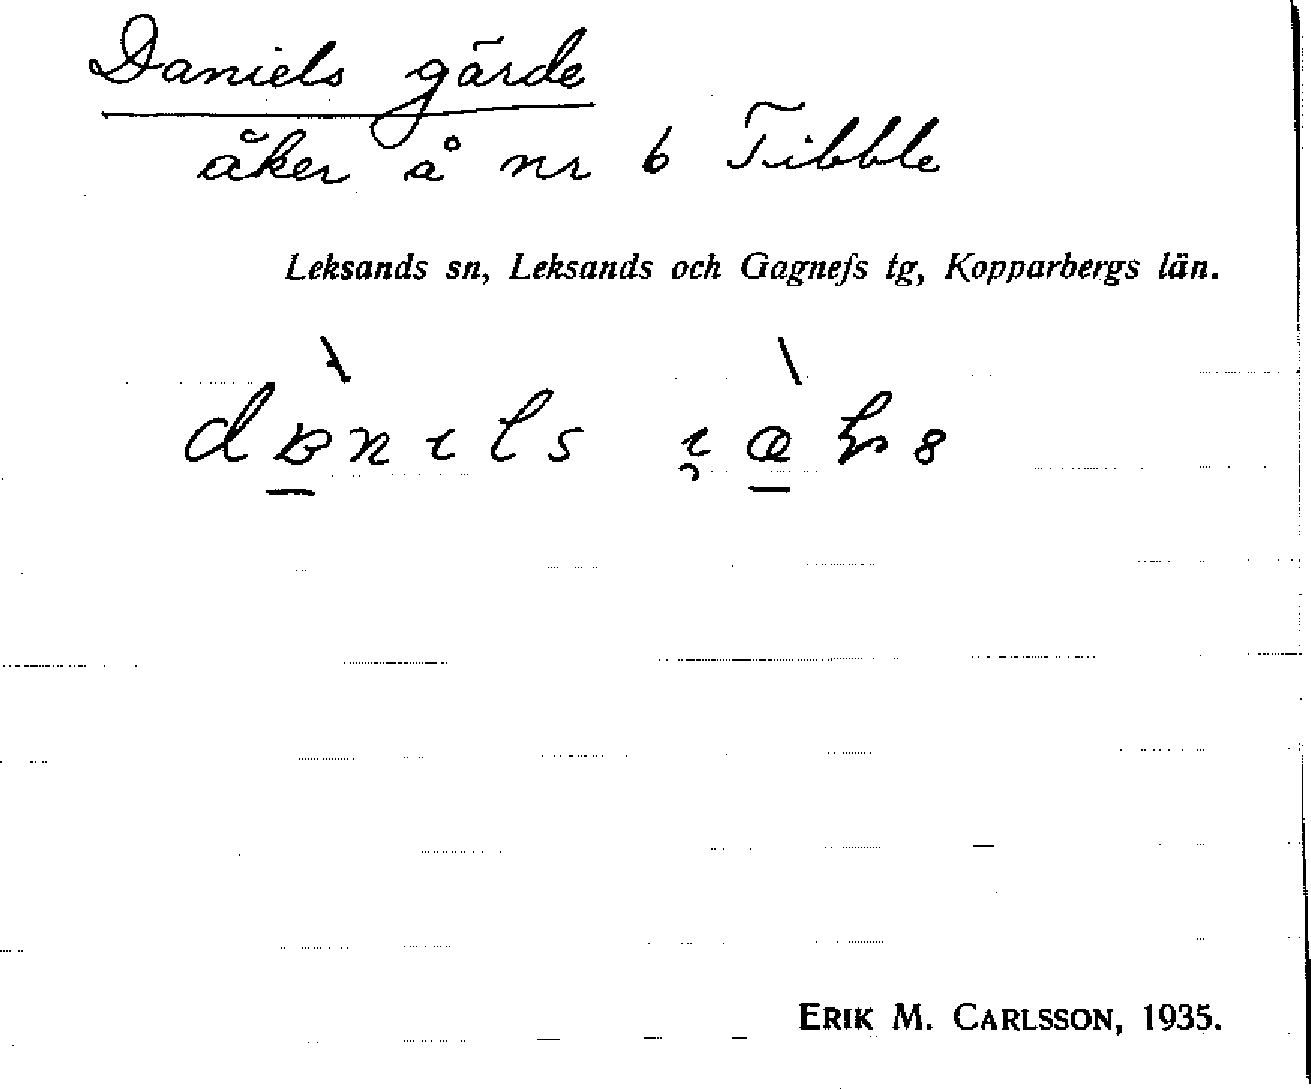 Daniels gärde
åker å nr 6 Tibble
Leksands sn, Leksands och Gagnefs tg, Kopparbergs län.
ERIK M. CARLSSON, 1935.